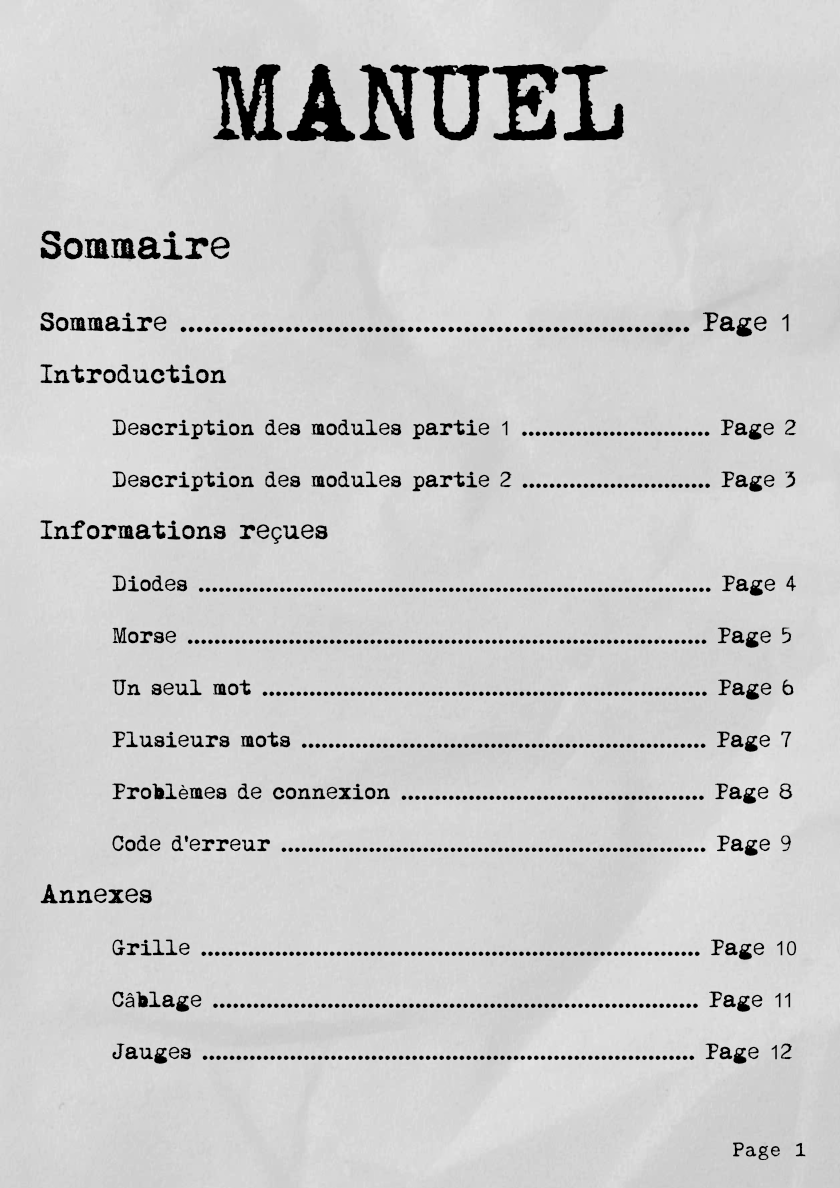 MANUEL
Sommaire
Sommaire ............................................................. Page 1
Introduction
Description des modules partie 1 ............................ Page 2
Description des modules partie 2 ............................ Page 3
Informations reçues
Diodes ............................................................................. Page 4
Morse .............................................................................. Page 5
Un seul mot ................................................................... Page 6
Plusieurs mots ............................................................. Page 7
Problèmes de connexion .............................................. Page 8
Code d'erreur ................................................................ Page 9
Annexes
Grille ........................................................................... Page 10
Câblage ......................................................................... Page 11
Jauges .......................................................................... Page 12
Page 1